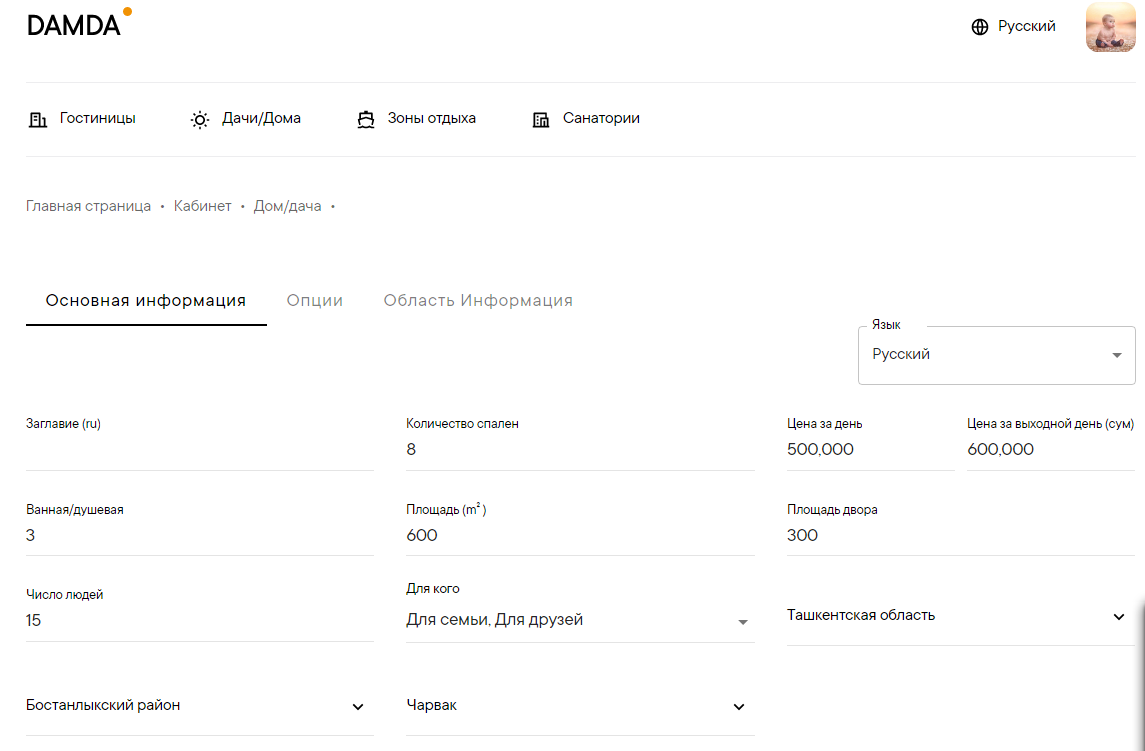 DAMDA
Русский
Гостиницы Дачи/Дома Зоны отдыха Санатории
Главная страница • Кабинет • Дом/дача •
Основная информация Опции Область Информация
Язык
Русский
Заглавие (ru) Количество спален Цена за день Цена за выходной день (сум)
8 500,000 600,000
Ванная/душевая Площадь (m²) Площадь двора
3 600 300
Число людей Для кого
15 Для семьи, Для друзей Ташкентская область
Бостанлыкский район Чарвак